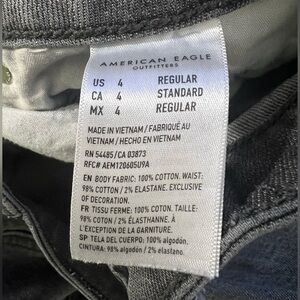 AMERICAN EAGLE
OUTFITTERS
US 4 REGULAR
CA 4 STANDARD
MX 4 REGULAR
MADE IN VIETNAM / FABRIQUÉ AU
VIETNAM / HECHO EN VIETNAM
RN 54485/CA 03873
RFC# AEM120605U9A
EN BODY FABRIC: 100% COTTON. WAIST:
98% COTTON / 2% ELASTANE. EXCLUSIVE
OF DECORATION.
FR TISSU FERME: 100% COTON. TAILLE:
98% COTON / 2% ÉLASTHANNE. À
L'EXCEPTION DE LA GARNITURE.
SP TELA DEL CUERPO: 100% algodón.
CINTURA: 98% algodón / 2% elastano.